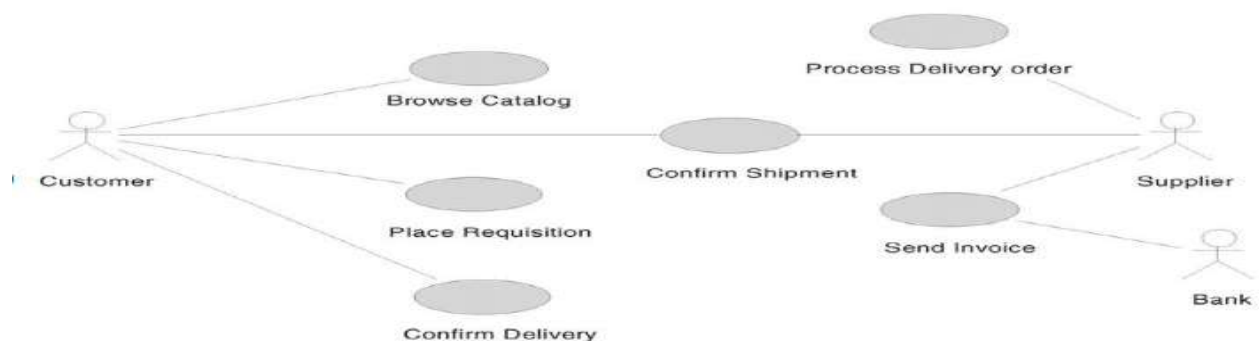 Process Delivery order
Browse Catalog
Customer
Confirm Shipment
Supplier
Place Requisition
Send Invoice
Bank
Confirm Delivery